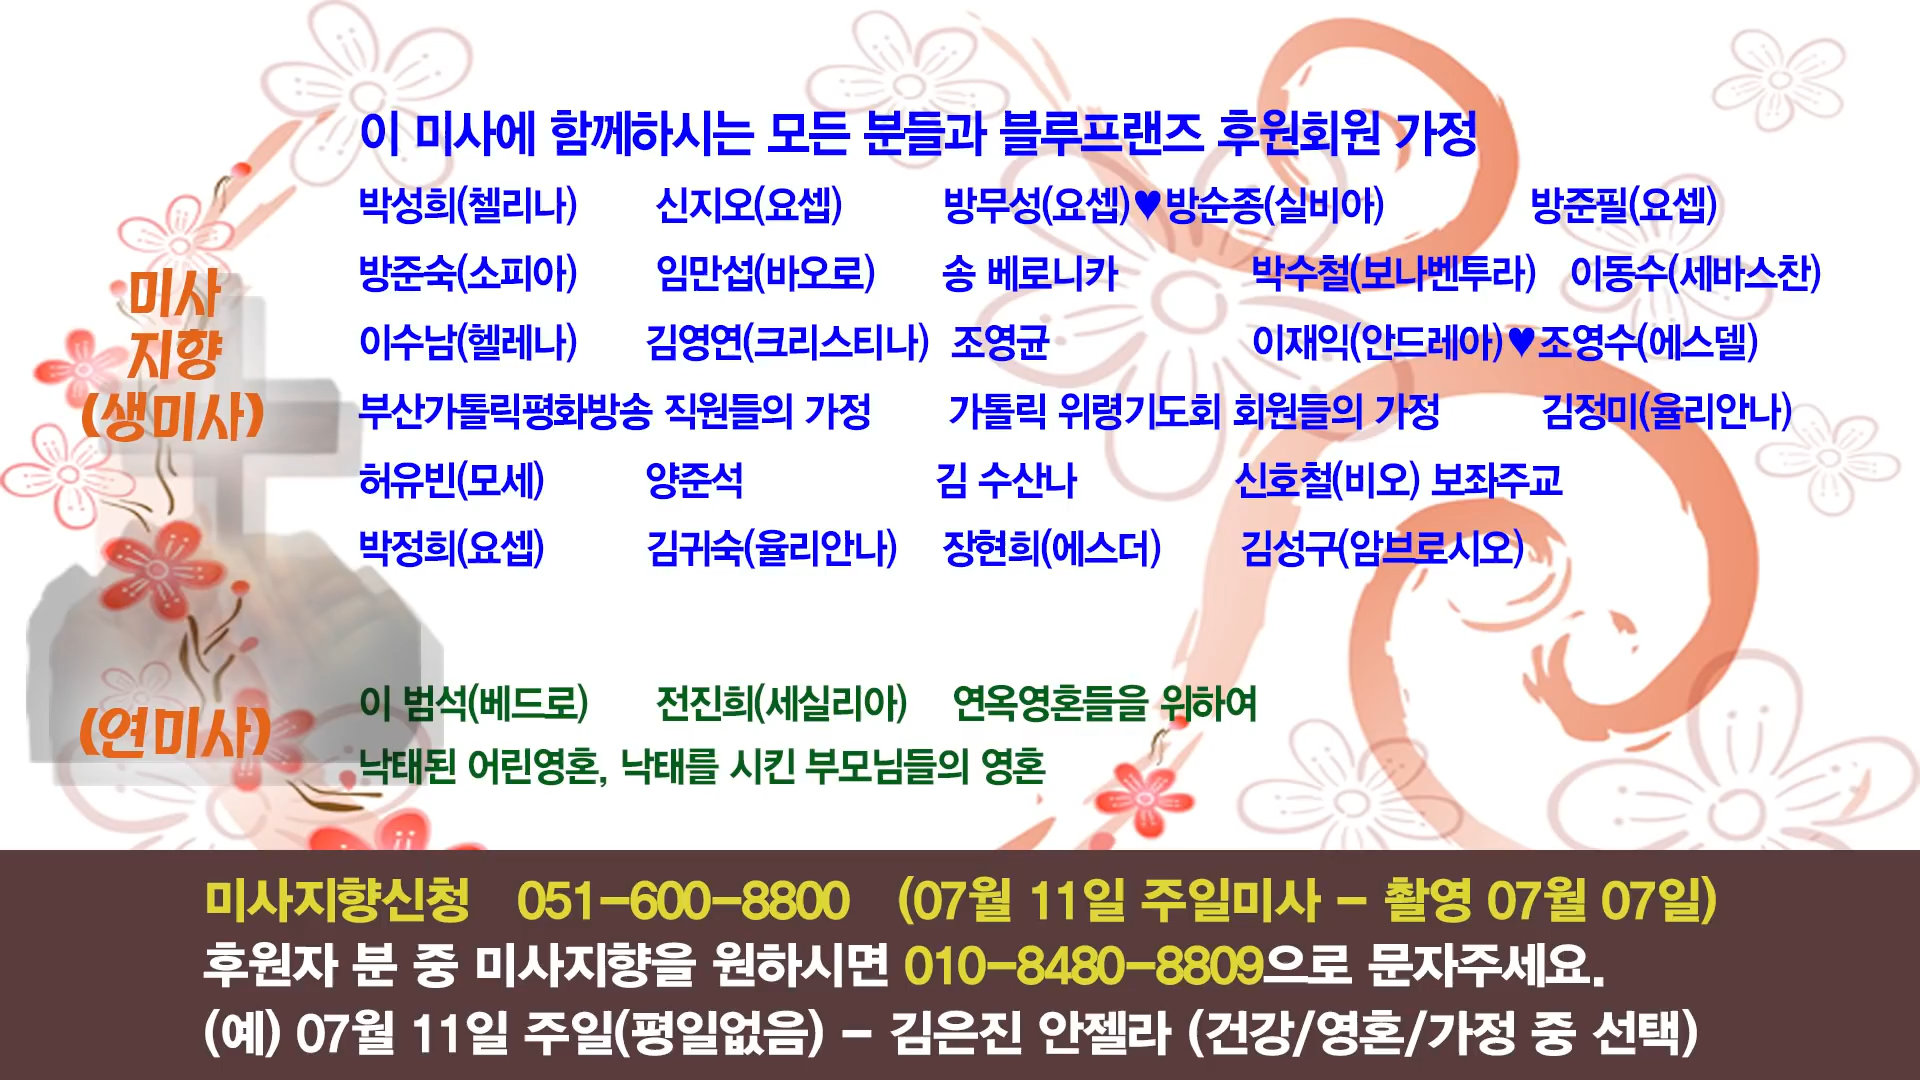 이 미사에 함께하시는 모든 분들과 블루프랜즈 후원회원 가정
박성희(첼리나) 신지오(요셉) 방무성(요셉)♥방순종(실비아) 방준필(요셉)
방준숙(소피아) 임만섭(바오로) 송 베로니카 박수철(보나벤투라) 이동수(세바스찬)
미사
지향
(생미사)
이수남(헬레나) 김영연(크리스티나) 조영균 이재익(안드레아)♥조영수(에스델)
부산가톨릭평화방송 직원들의 가정 가톨릭 위령기도회 회원들의 가정 김정미(율리안나)
허유빈(모세) 양준석 김 수산나 신호철(비오) 보좌주교
박정희(요셉) 김귀숙(율리안나) 장현희(에스더) 김성구(암브로시오)
(연미사)
이 범석(베드로) 전진희(세실리아) 연옥영혼들을 위하여
낙태된 어린영혼, 낙태를 시킨 부모님들의 영혼
미사지향신청 051-600-8800 (07월 11일 주일미사 - 촬영 07월 07일)
후원자 분 중 미사지향을 원하시면 010-8480-8809으로 문자주세요.
(예) 07월 11일 주일(평일없음) - 김은진 안젤라 (건강/영혼/가정 중 선택)